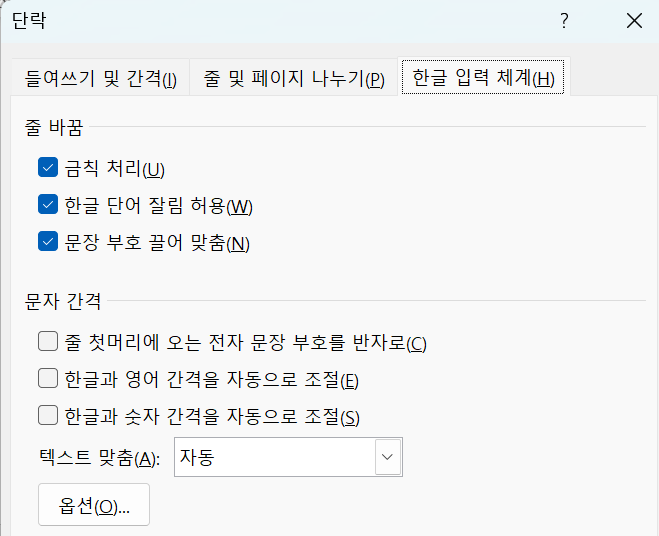 단락
들여쓰기 및 간격(I) 줄 및 페이지 나누기(P) 한글 입력 체계(H)
줄 바꿈
금칙 처리(U)
한글 단어 잘림 허용(W)
문장 부호 끌어 맞춤(N)
문자 간격
줄 첫머리에 오는 전자 문장 부호를 반자로(C)
한글과 영어 간격을 자동으로 조절(E)
한글과 숫자 간격을 자동으로 조절(S)
텍스트 맞춤(A): 자동
옵션(O)...